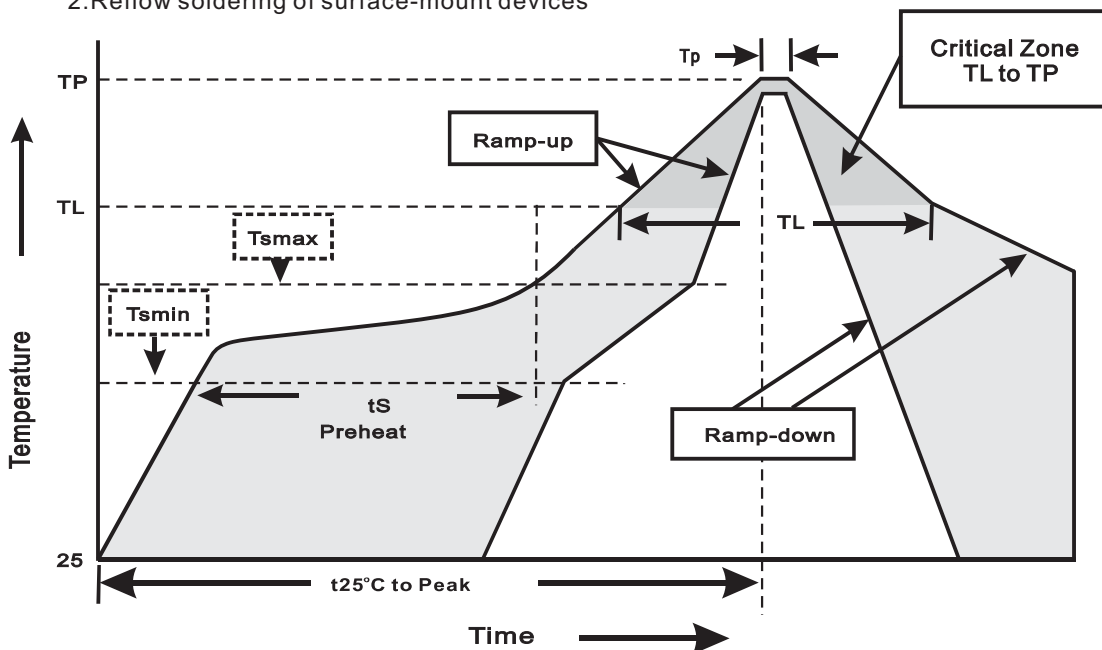 2.Reflow soldering of surface-mount devices
Tp
Critical Zone
TL to TP
TP
Ramp-up
TL
TL
Tsmax
Tsmin
tS
Preheat
Ramp-down
Temperature
25
t25°C to Peak
Time